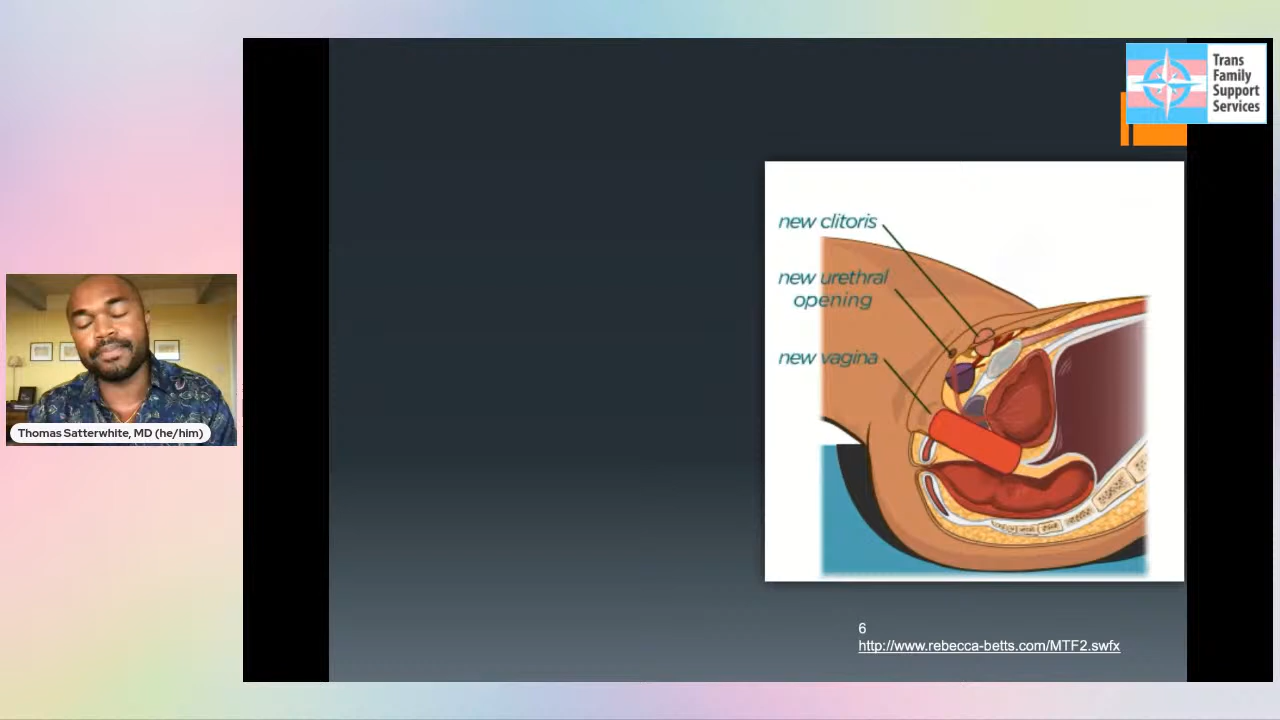 Trans
Family
Support
Services
new clitoris
new urethral
opening
new vagina
Thomas Satterwhite, MD (he/him)
6
http://www.rebecca-betts.com/MTF2.swfx